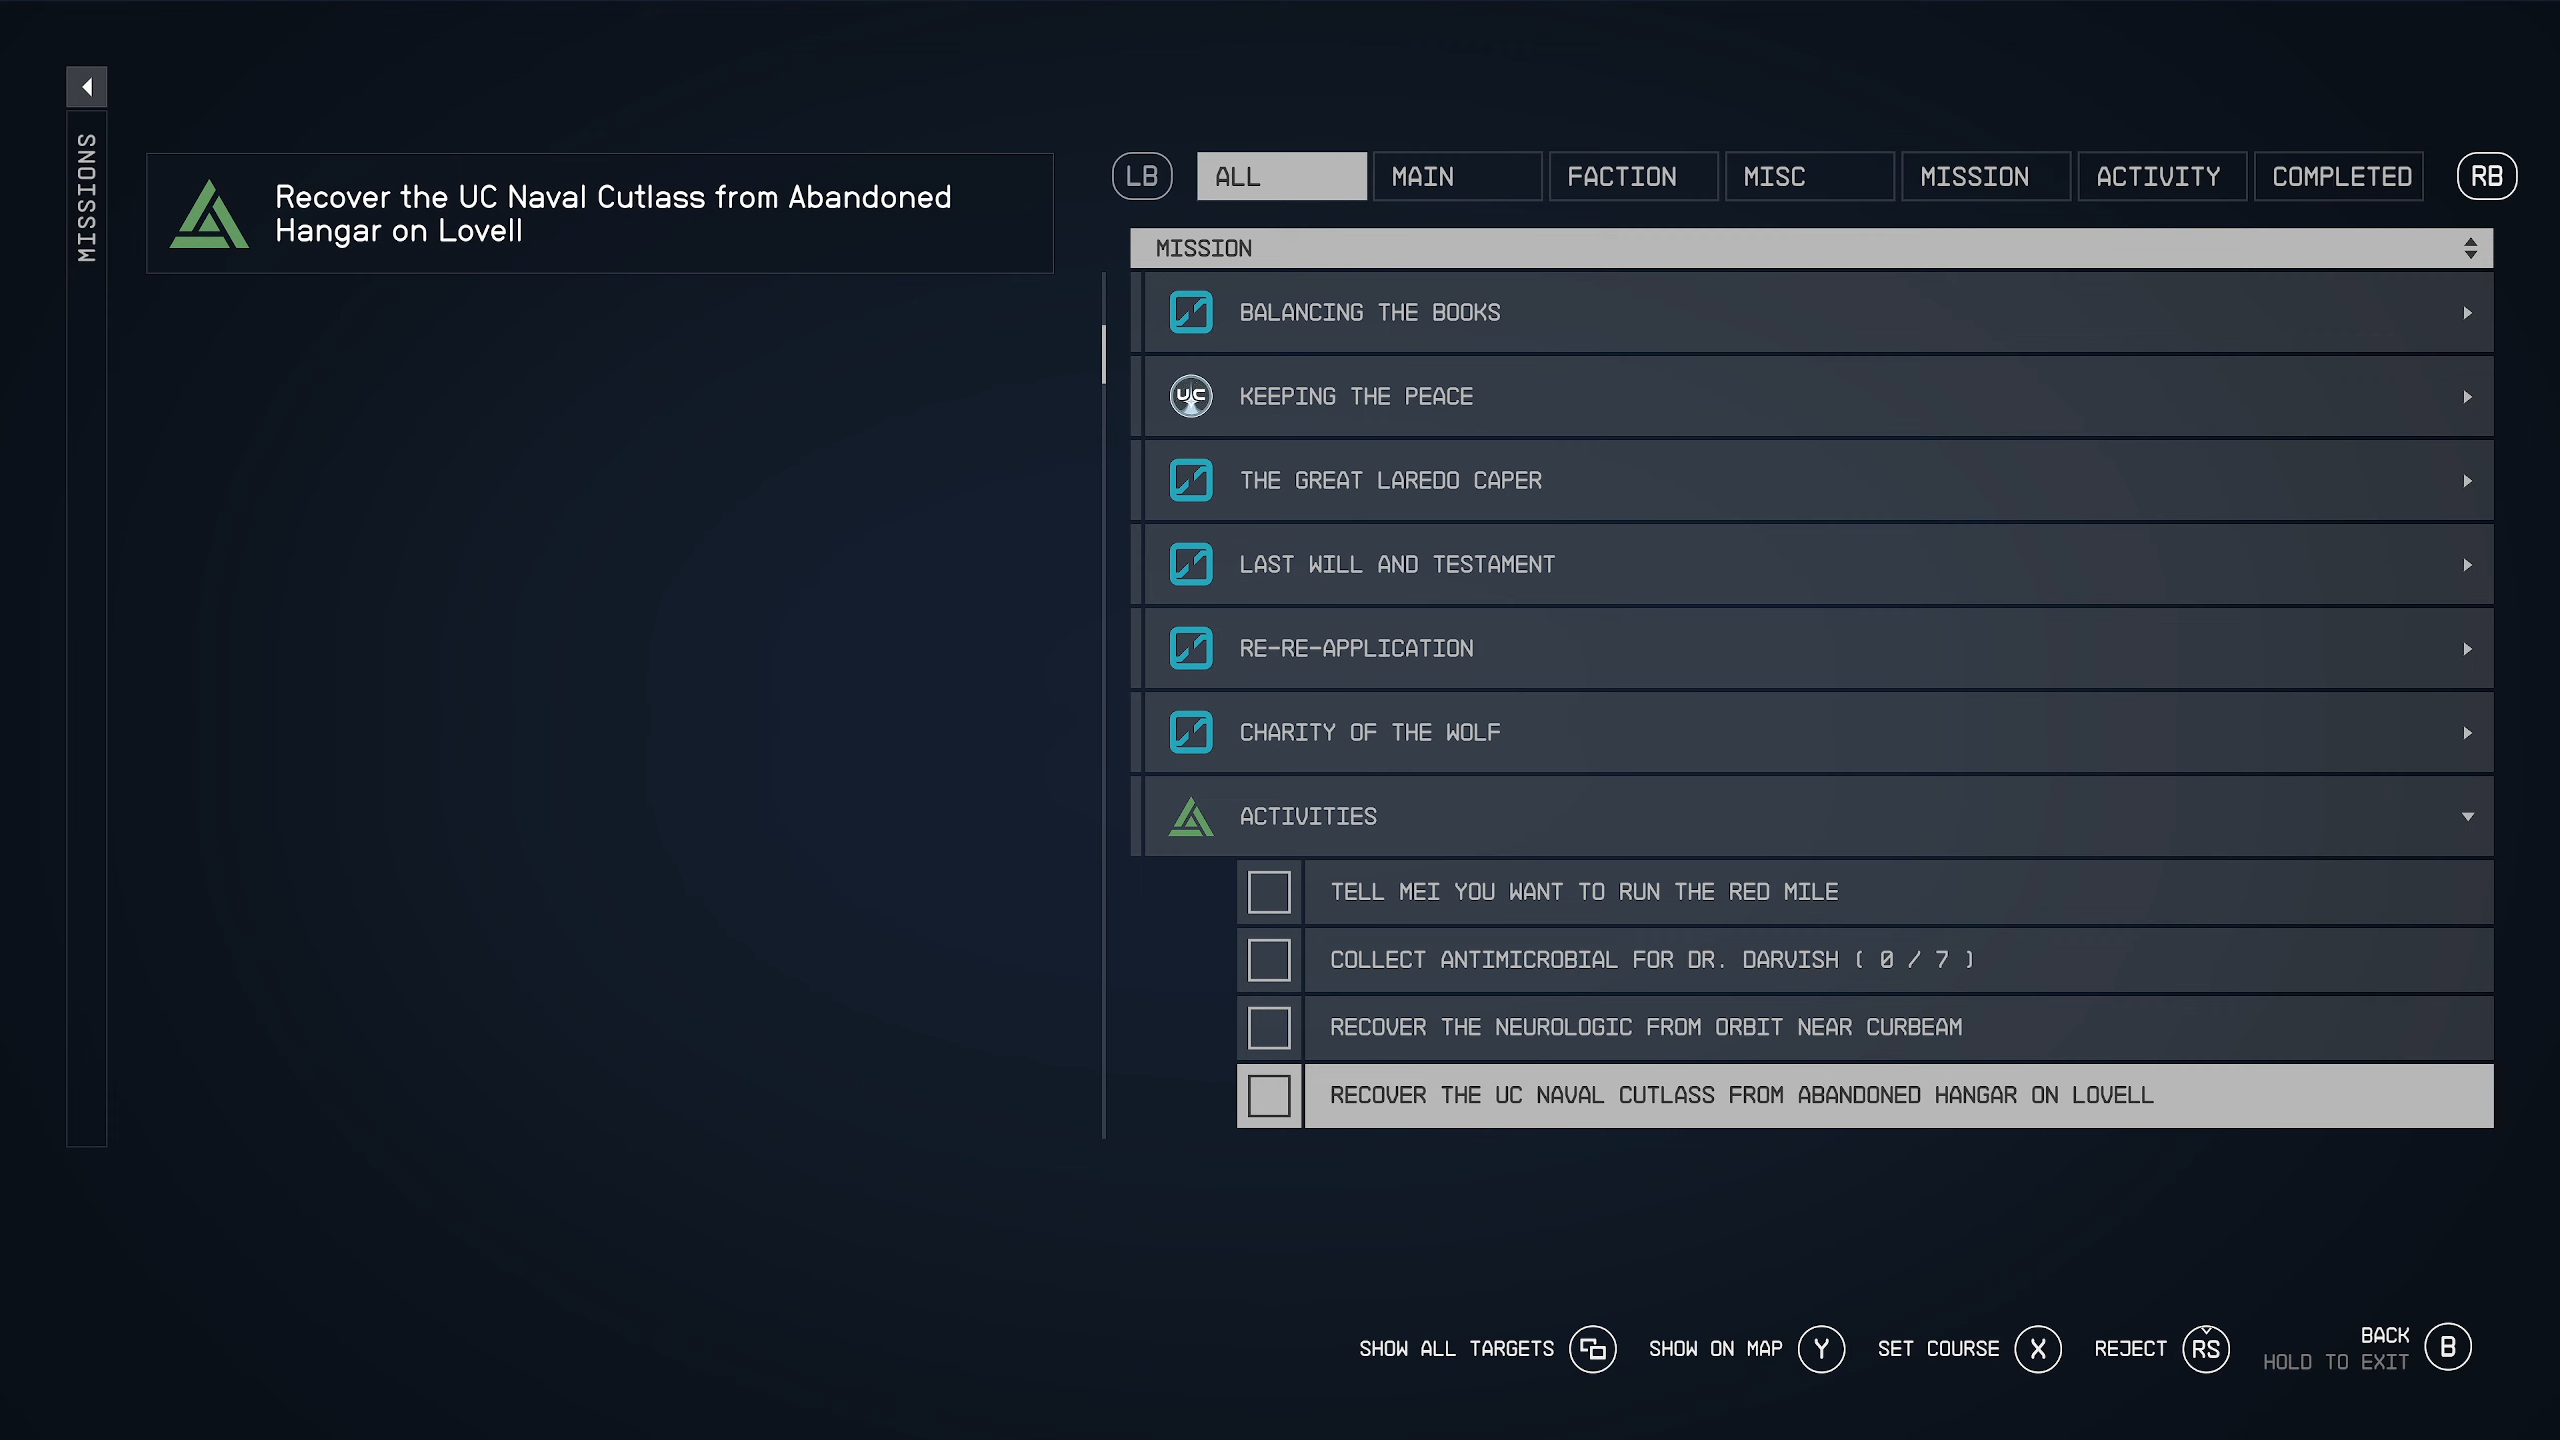 MISSIONS
Recover the UC Naval Cutlass from Abandoned
Hangar on Lovell
LB
ALL
MAIN
FACTION
MISC
MISSION
ACTIVITY
COMPLETED
RB
MISSION
BALANCING THE BOOKS
UC
KEEPING THE PEACE
THE GREAT LAREDO CAPER
LAST WILL AND TESTAMENT
RE-RE-APPLICATION
CHARITY OF THE WOLF
ACTIVITIES
TELL MEI YOU WANT TO RUN THE RED MILE
COLLECT ANTIMICROBIAL FOR DR. DARVISH ( 0 / 7 )
RECOVER THE NEUROLOGIC FROM ORBIT NEAR CURBEAM
RECOVER THE UC NAVAL CUTLASS FROM ABANDONED HANGAR ON LOVELL
SHOW ALL TARGETS
SHOW ON MAP Y
SET COURSE X
REJECT RS
BACK B
HOLD TO EXIT